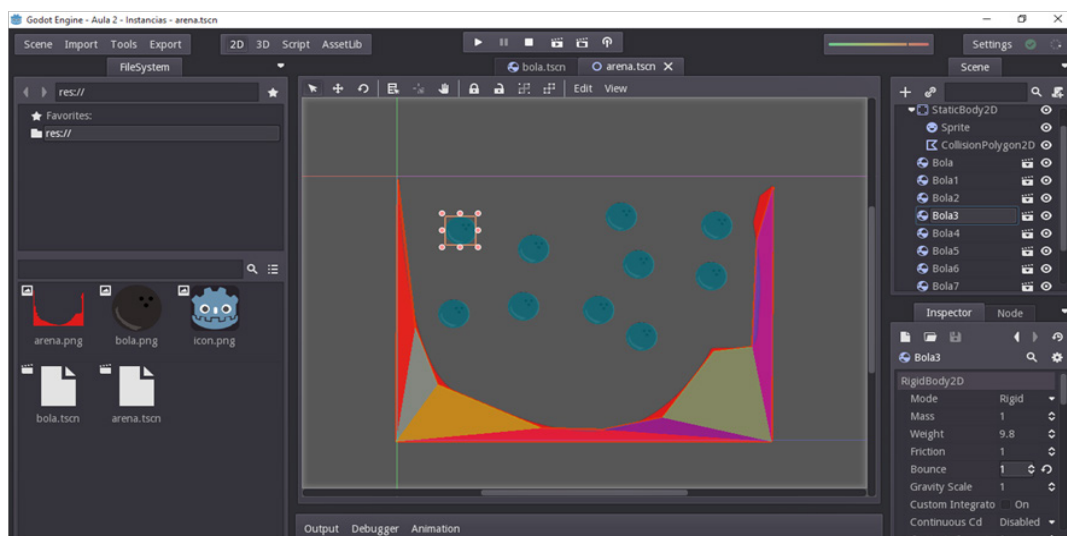 Godot Engine - Aula 2 - Instancias - arena.tscn
Scene Import Tools Export 2D 3D Script AssetLib Settings
FileSystem
res://
Favorites:
res://
arena.png bola.png icon.png
bola.tscn arena.tscn
bola.tscn arena.tscn
Edit View
Output Debugger Animation
Scene
StaticBody2D
Sprite
CollisionPolygon2D
Bola
Bola1
Bola2
Bola3
Bola4
Bola5
Bola6
Bola7
Inspector Node
Bola3
RigidBody2D
Mode Rigid
Mass 1
Weight 9.8
Friction 1
Bounce 1
Gravity Scale 1
Custom Integrato On
Continuous Cd Disabled